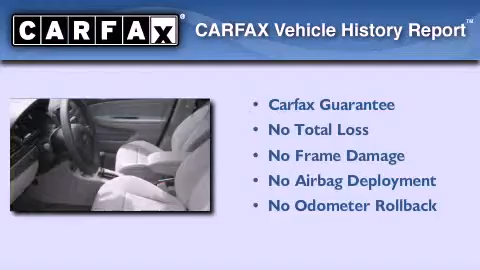 CARFAX®
CARFAX Vehicle History Report™
• Carfax Guarantee
• No Total Loss
• No Frame Damage
• No Airbag Deployment
• No Odometer Rollback